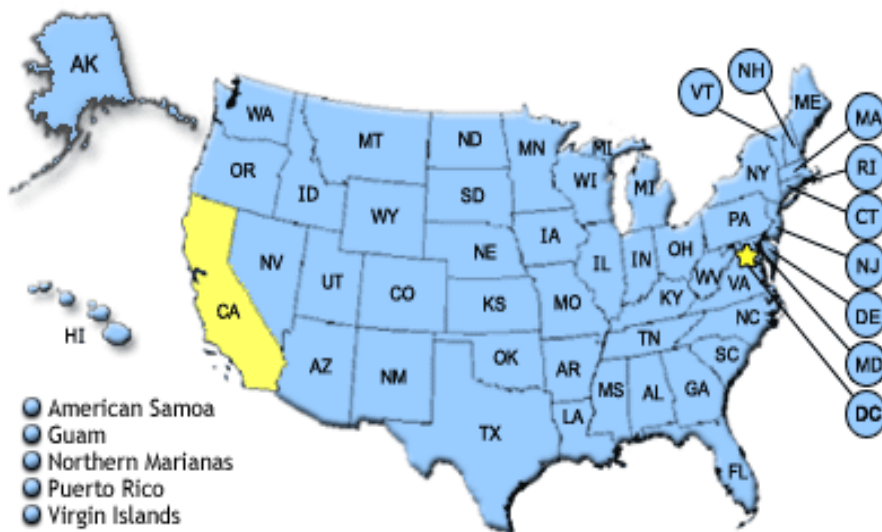 AK
WA
OR
CA
ID
NV
MT
WY
UT
AZ
CO
NM
ND
SD
NE
KS
OK
TX
MN
IA
MO
AR
LA
WI
IL
MI
MI
IN
OH
KY
TN
MS
AL
GA
FL
SC
NC
VA
WV
PA
NY
VT
NH
ME
MA
RI
CT
NJ
DE
MD
DC
HI
American Samoa
Guam
Northern Marianas
Puerto Rico
Virgin Islands